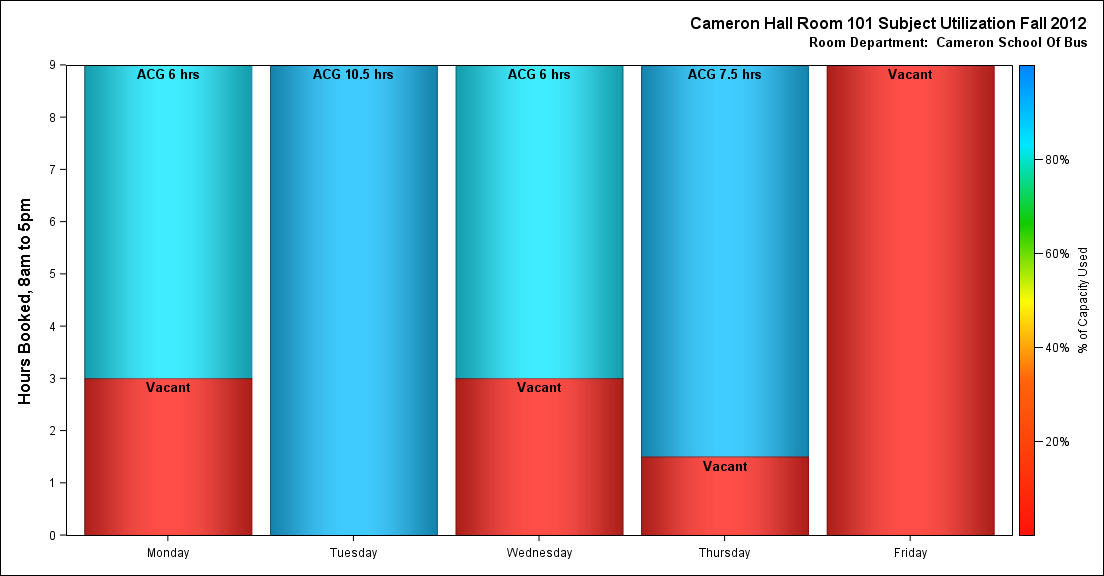 Cameron Hall Room 101 Subject Utilization Fall 2012
Room Department:  Cameron School Of Bus
Hours Booked, 8am to 5pm
9
8
7
6
5
4
3
2
1
0
ACG 6 hrs
Vacant
ACG 10.5 hrs
ACG 6 hrs
Vacant
ACG 7.5 hrs
Vacant
Vacant
Monday
Tuesday
Wednesday
Thursday
Friday
80%
60%
40%
20%
% of Capacity Used